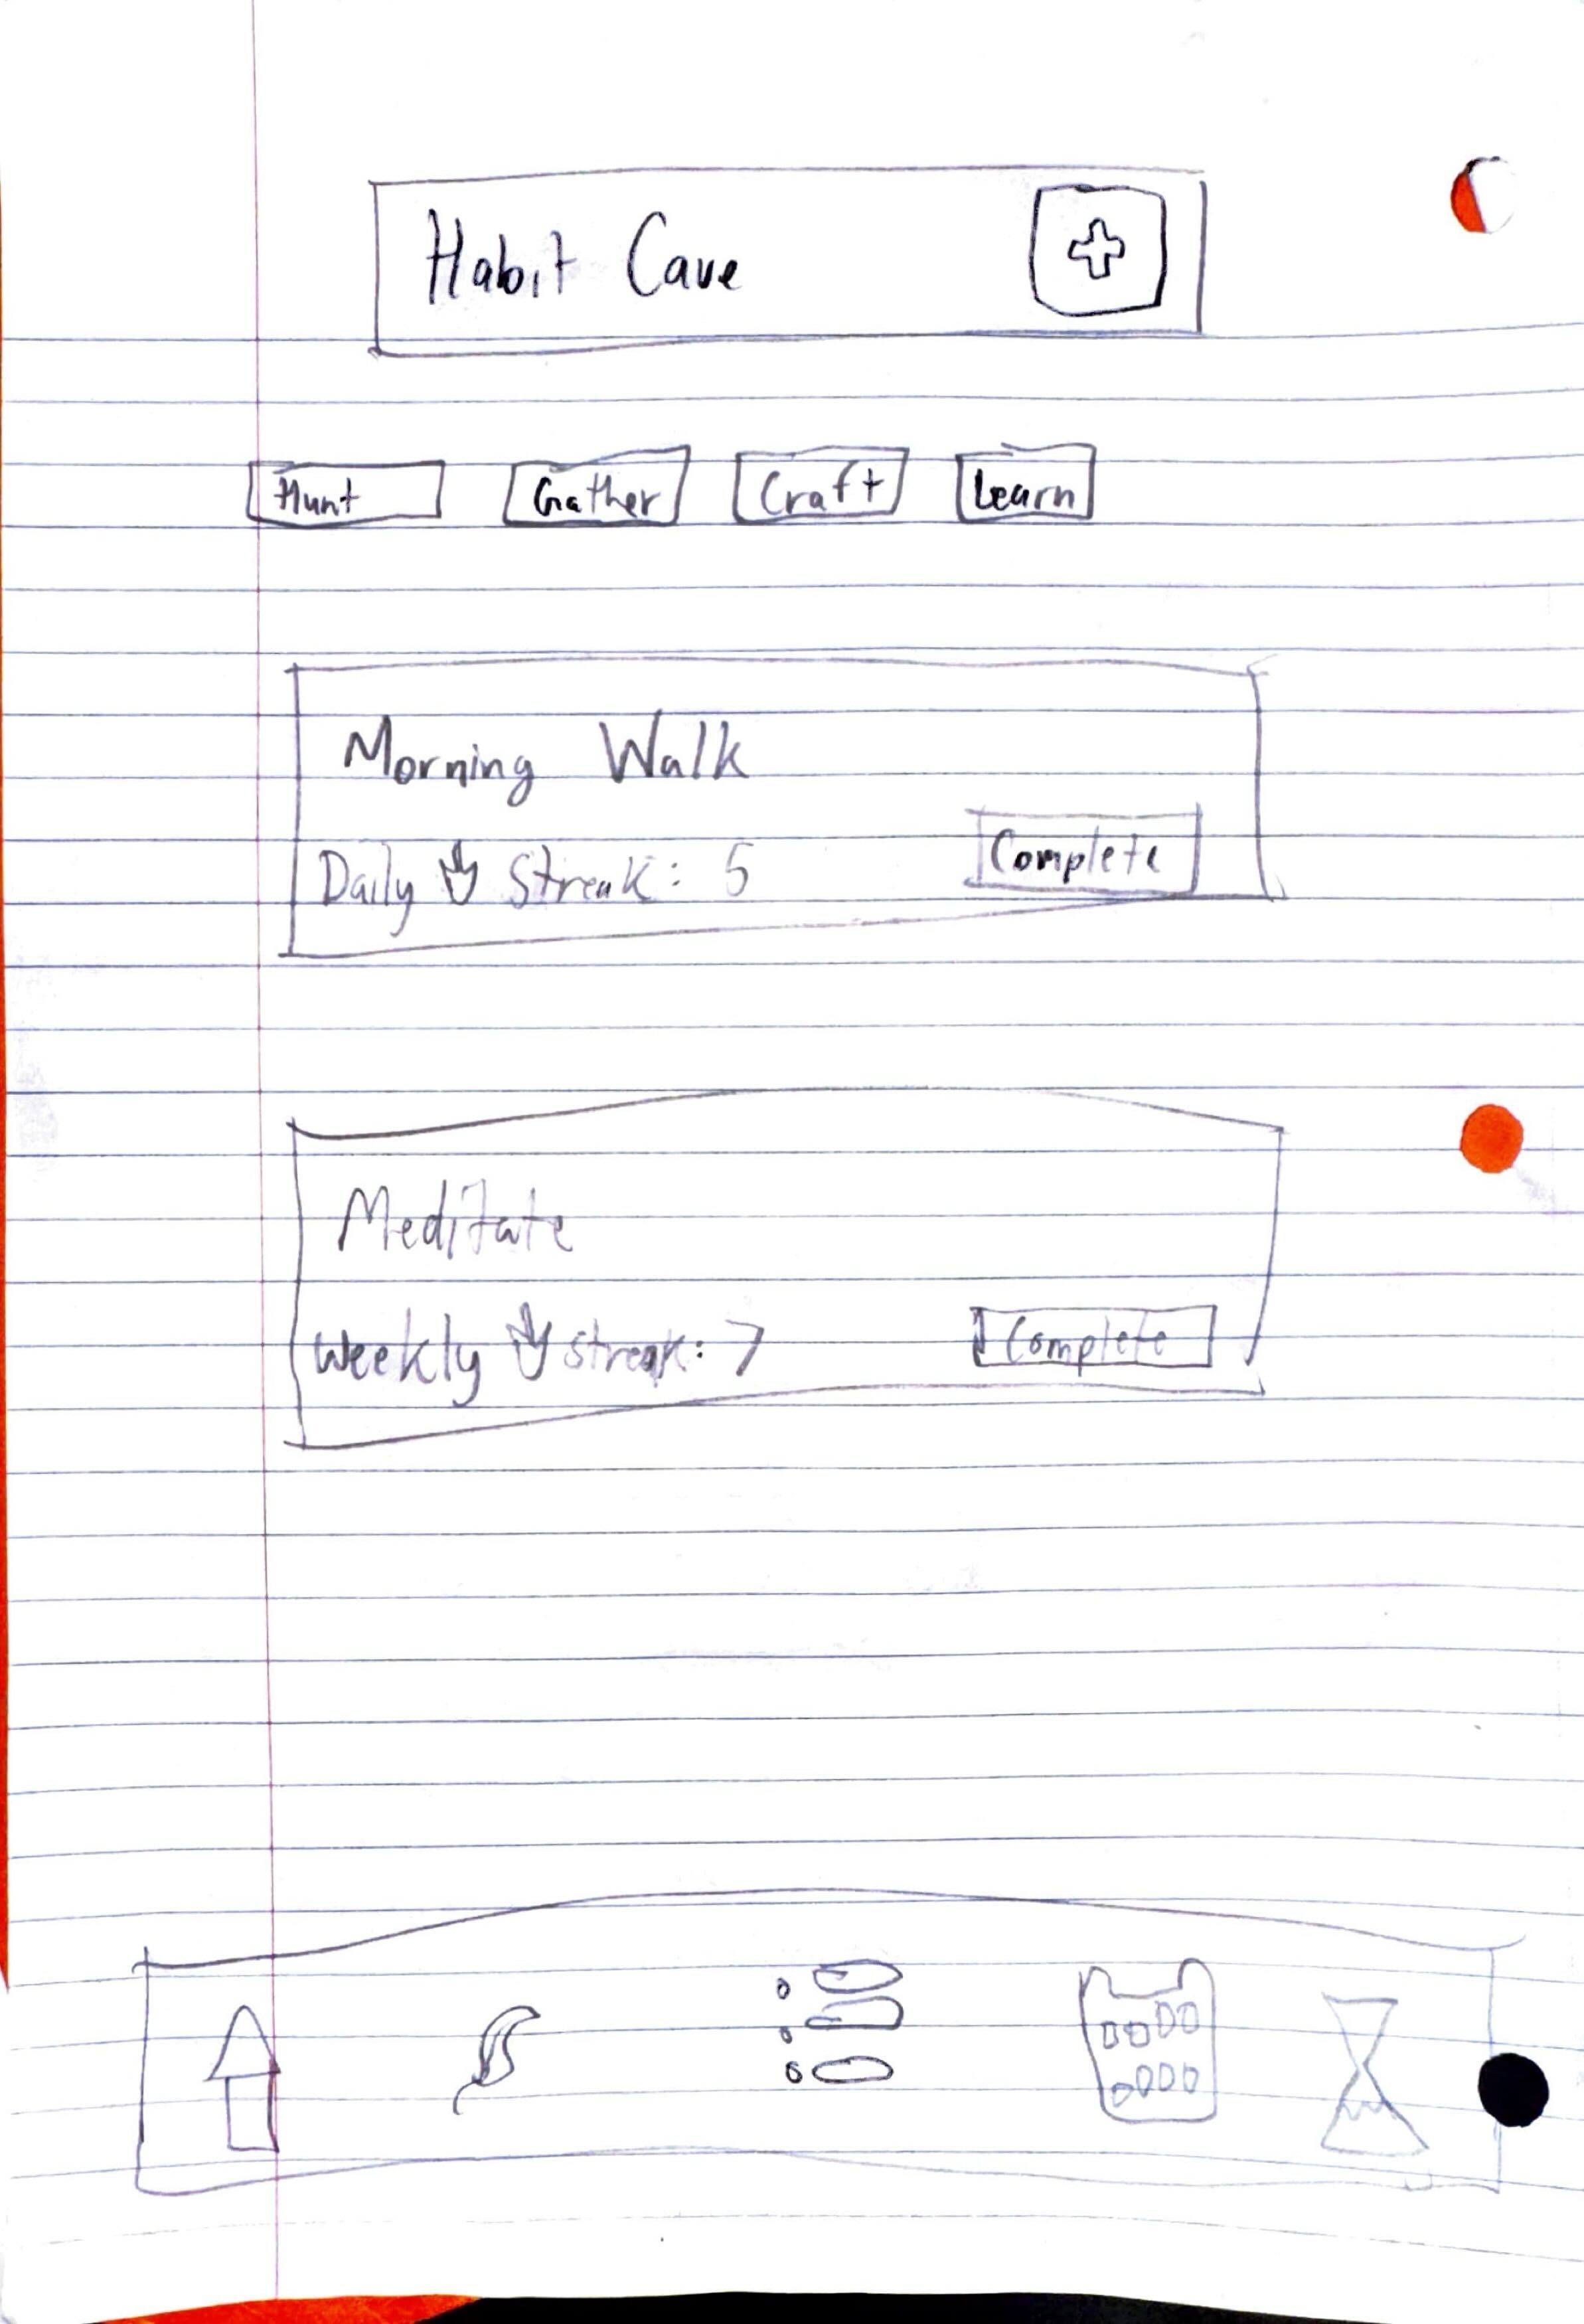 Habit Cave
Hunt Gather Craft Learn
Morning Walk
Daily Streak: 5 Complete
Meditate
Weekly Streak: 7 Complete